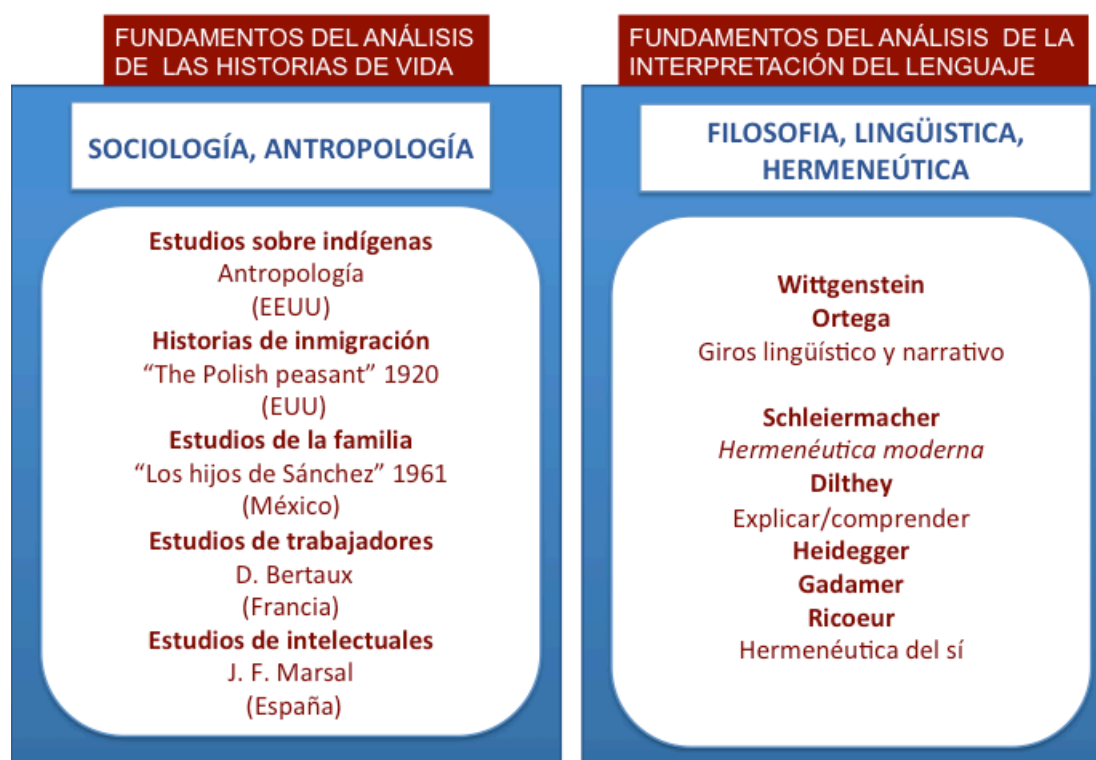 FUNDAMENTOS DEL ANÁLISIS
DE LAS HISTORIAS DE VIDA
SOCIOLOGÍA, ANTROPOLOGÍA
Estudios sobre indígenas
Antropología
(EEUU)
Historias de inmigración
“The Polish peasant” 1920
(EUU)
Estudios de la familia
“Los hijos de Sánchez” 1961
(México)
Estudios de trabajadores
D. Bertaux
(Francia)
Estudios de intelectuales
J. F. Marsal
(España)
FUNDAMENTOS DEL ANÁLISIS DE LA
INTERPRETACIÓN DEL LENGUAJE
FILOSOFIA, LINGÜISTICA,
HERMENEÚTICA
Wittgenstein
Ortega
Giros lingüístico y narrativo
Schleiermacher
Hermenéutica moderna
Dilthey
Explicar/comprender
Heidegger
Gadamer
Ricoeur
Hermenéutica del sí